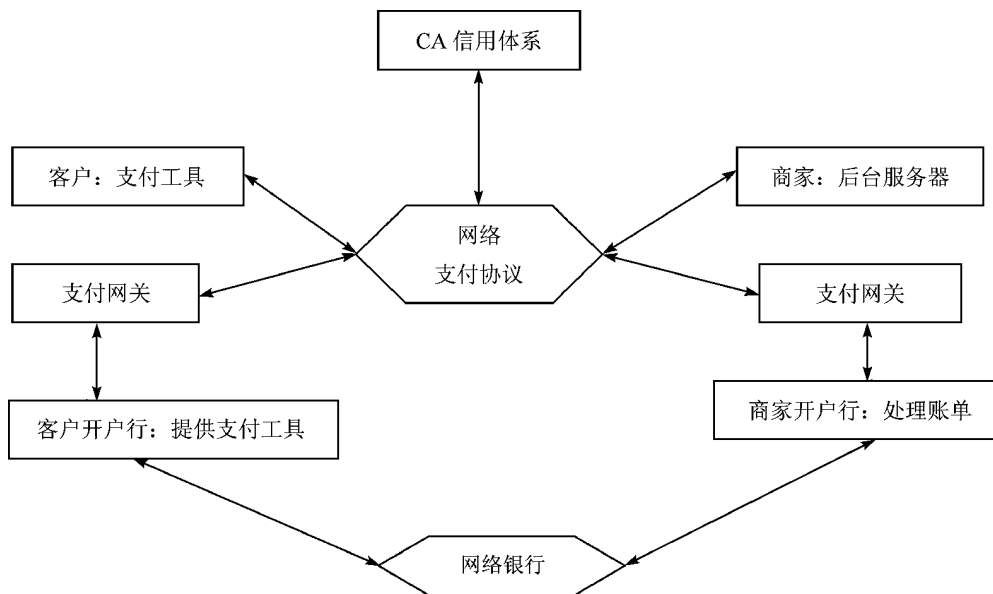 CA 信用体系
客户：支付工具
商家：后台服务器
网络
支付协议
支付网关
支付网关
客户开户行：提供支付工具
商家开户行：处理账单
网络银行